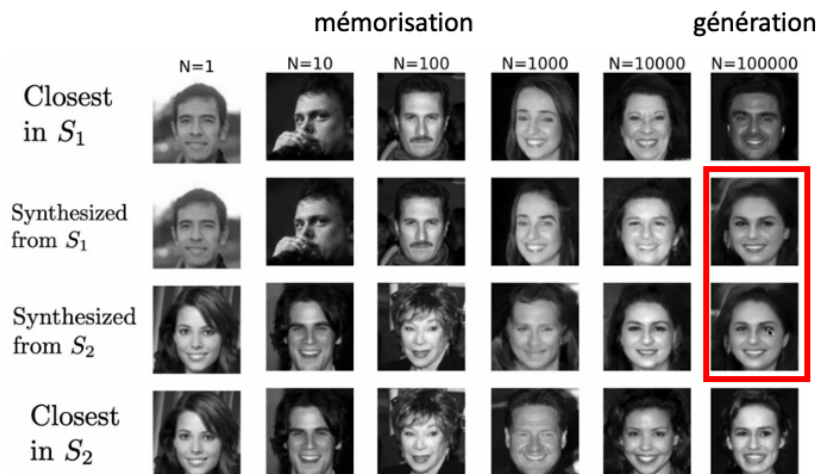 mémorisation
génération
N=1
N=10
N=100
N=1000
N=10000
N=100000
Closest
in S₁
Synthesized
from S₁
Synthesized
from S₂
Closest
in S₂